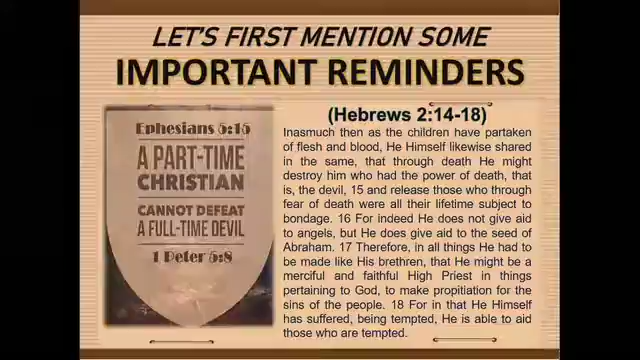 LET'S FIRST MENTION SOME
IMPORTANT REMINDERS
Ephesians 5:15
A PART-TIME
CHRISTIAN
CANNOT DEFEAT
A FULL-TIME DEVIL
1 Peter 5:8
(Hebrews 2:14-18)
Inasmuch then as the children have partaken
of flesh and blood, He Himself likewise shared
in the same, that through death He might
destroy him who had the power of death, that
is, the devil, 15 and release those who through
fear of death were all their lifetime subject to
bondage. 16 For indeed He does not give aid
to angels, but He does give aid to the seed of
Abraham. 17 Therefore, in all things He had to
be made like His brethren, that He might be a
merciful and faithful High Priest in things
pertaining to God, to make propitiation for the
sins of the people. 18 For in that He Himself
has suffered, being tempted, He is able to aid
those who are tempted.